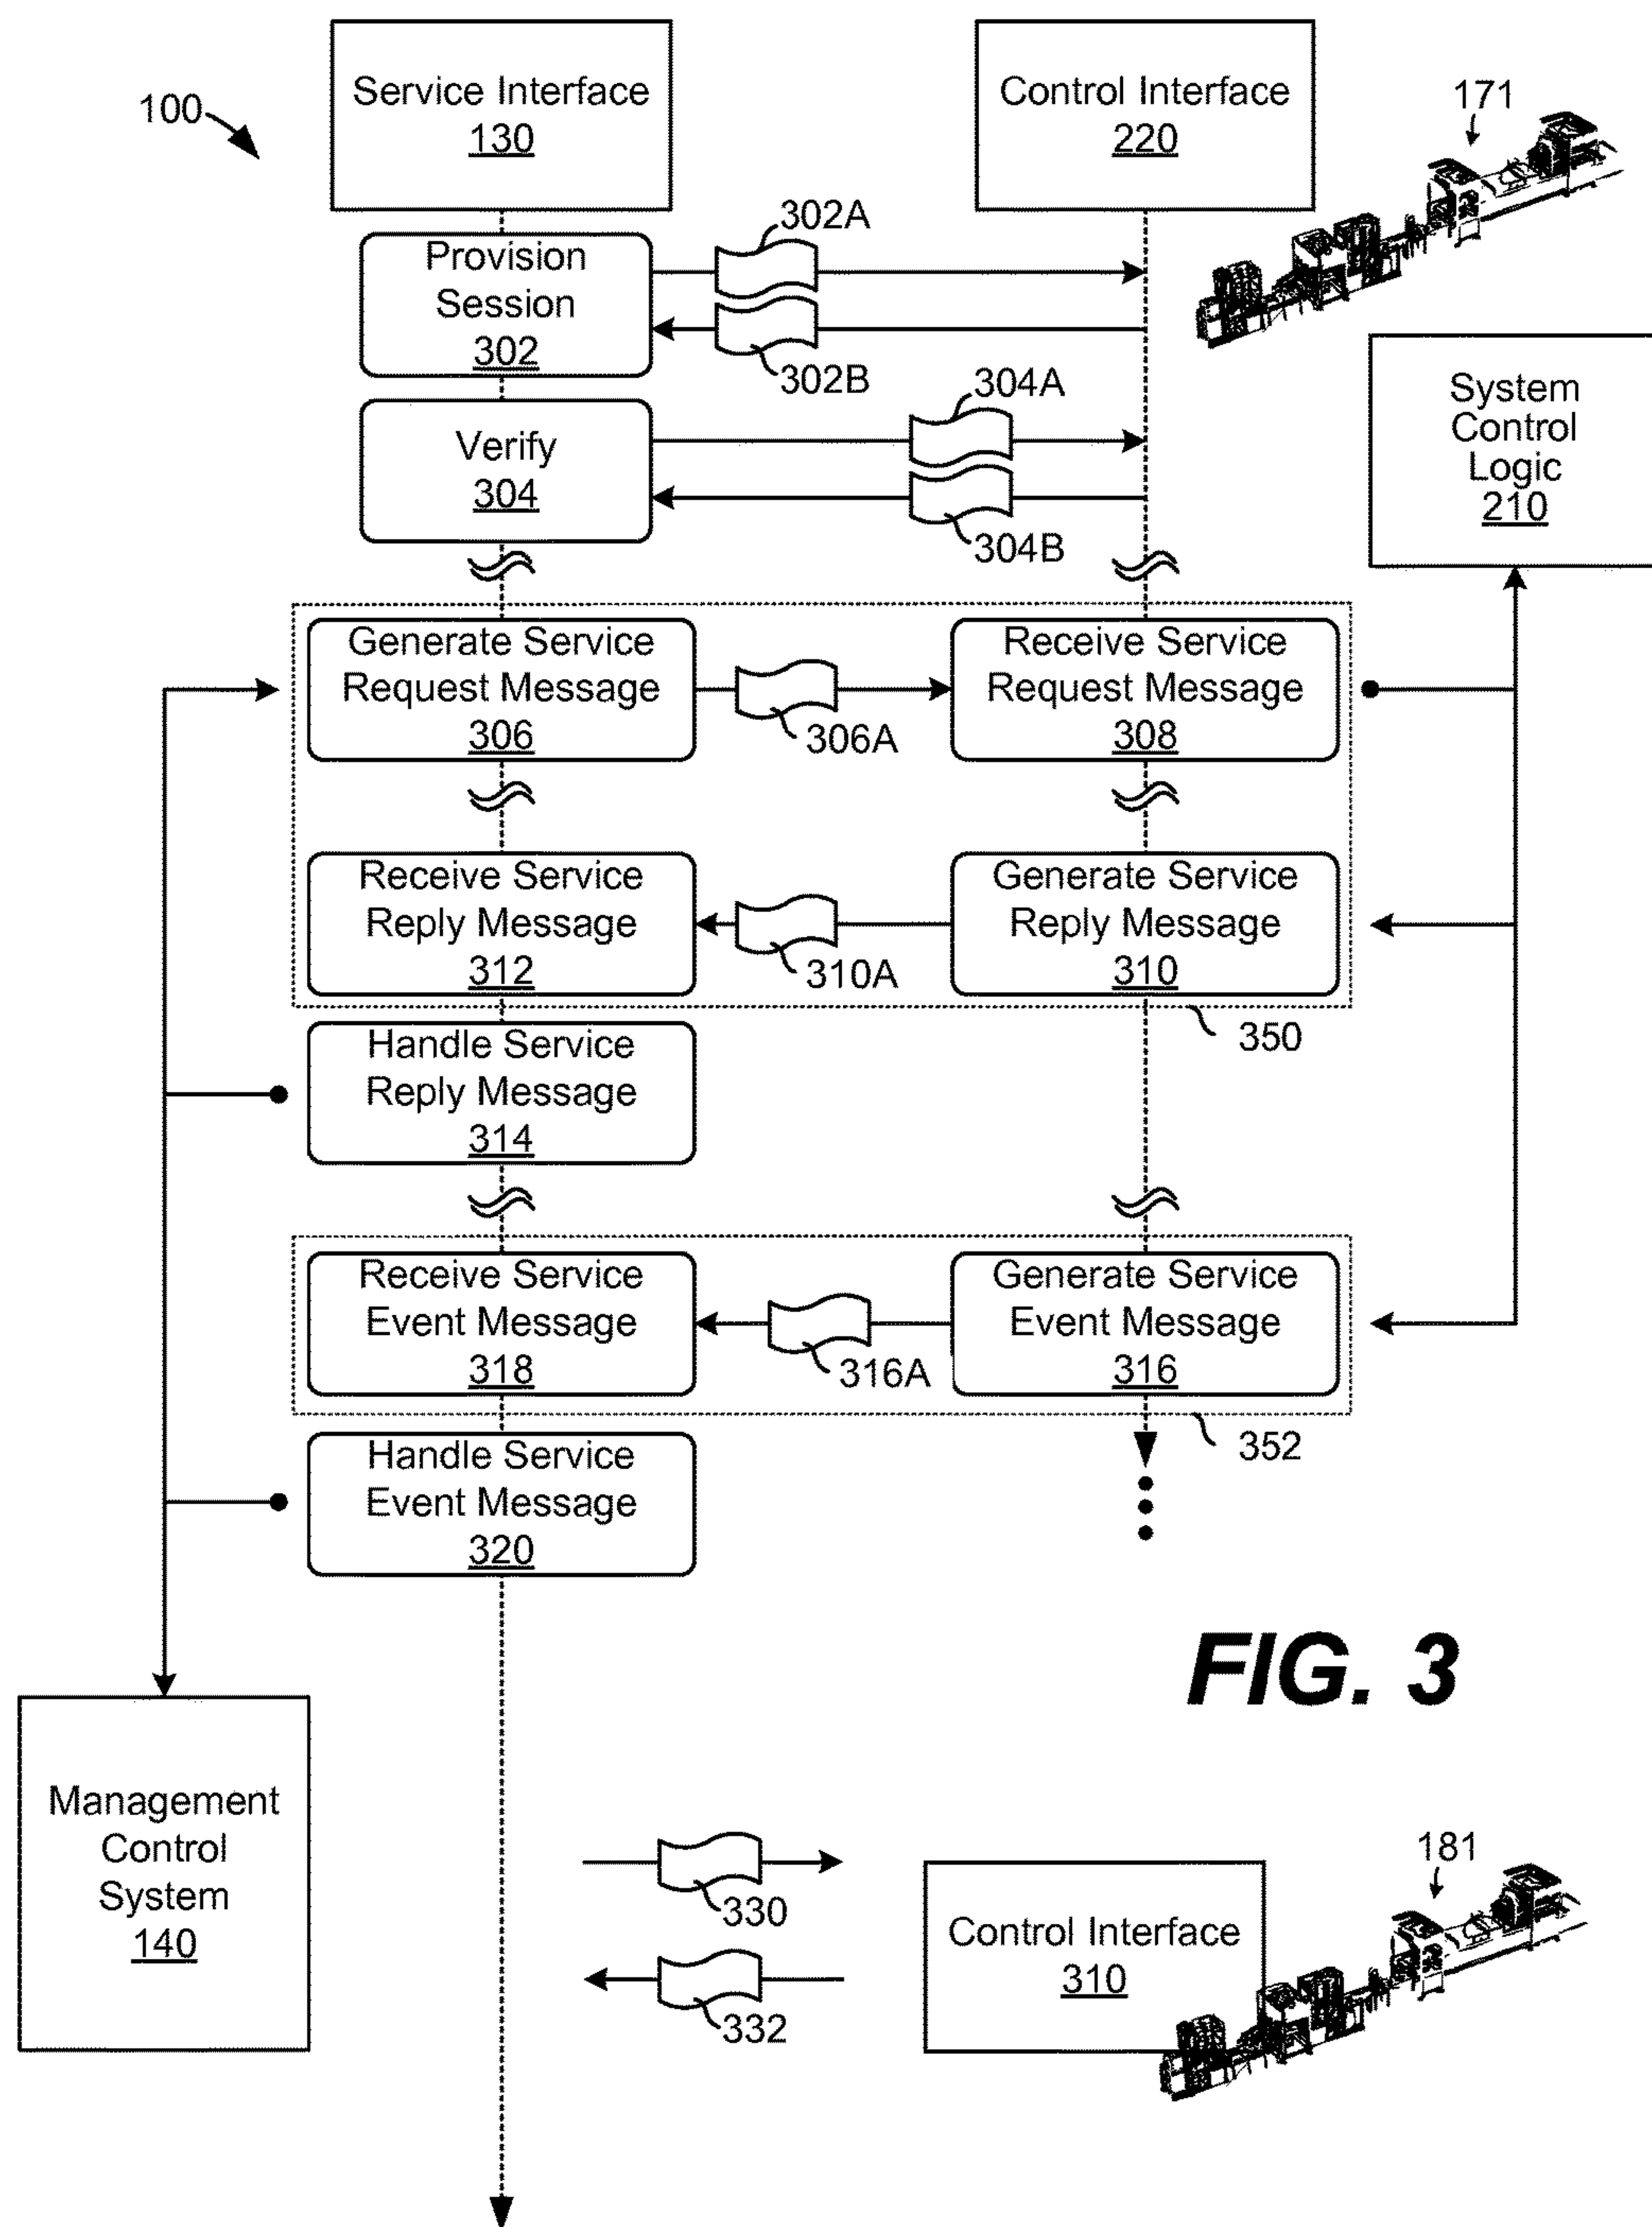 100
Service Interface
130
Control Interface
220
171
Provision
Session
302
302A
302B
System
Control
Logic
210
Verify
304
304A
304B
Generate Service
Request Message
306
306A
Receive Service
Request Message
308
Receive Service
Reply Message
312
310A
Generate Service
Reply Message
310
350
Handle Service
Reply Message
314
Receive Service
Event Message
318
316A
Generate Service
Event Message
316
352
Handle Service
Event Message
320
FIG. 3
Management
Control
System
140
330
332
Control Interface
310
181